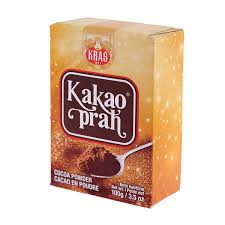 KRAŠ
Kakao
prah
COCOA POWDER
CACAO EN POUDRE
100g / 3.5 oz